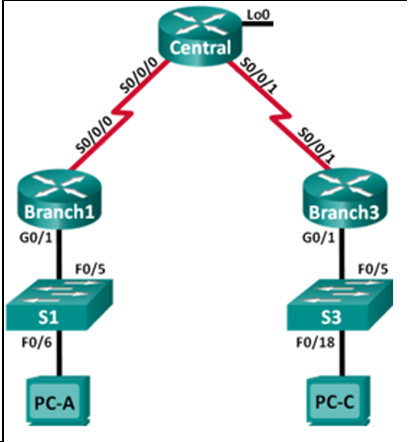 Lo0
Central
S0/0/0
S0/0/1
S0/0/0
S0/0/1
Branch1
Branch3
G0/1
G0/1
F0/5
F0/5
S1
S3
F0/6
F0/18
PC-A
PC-C